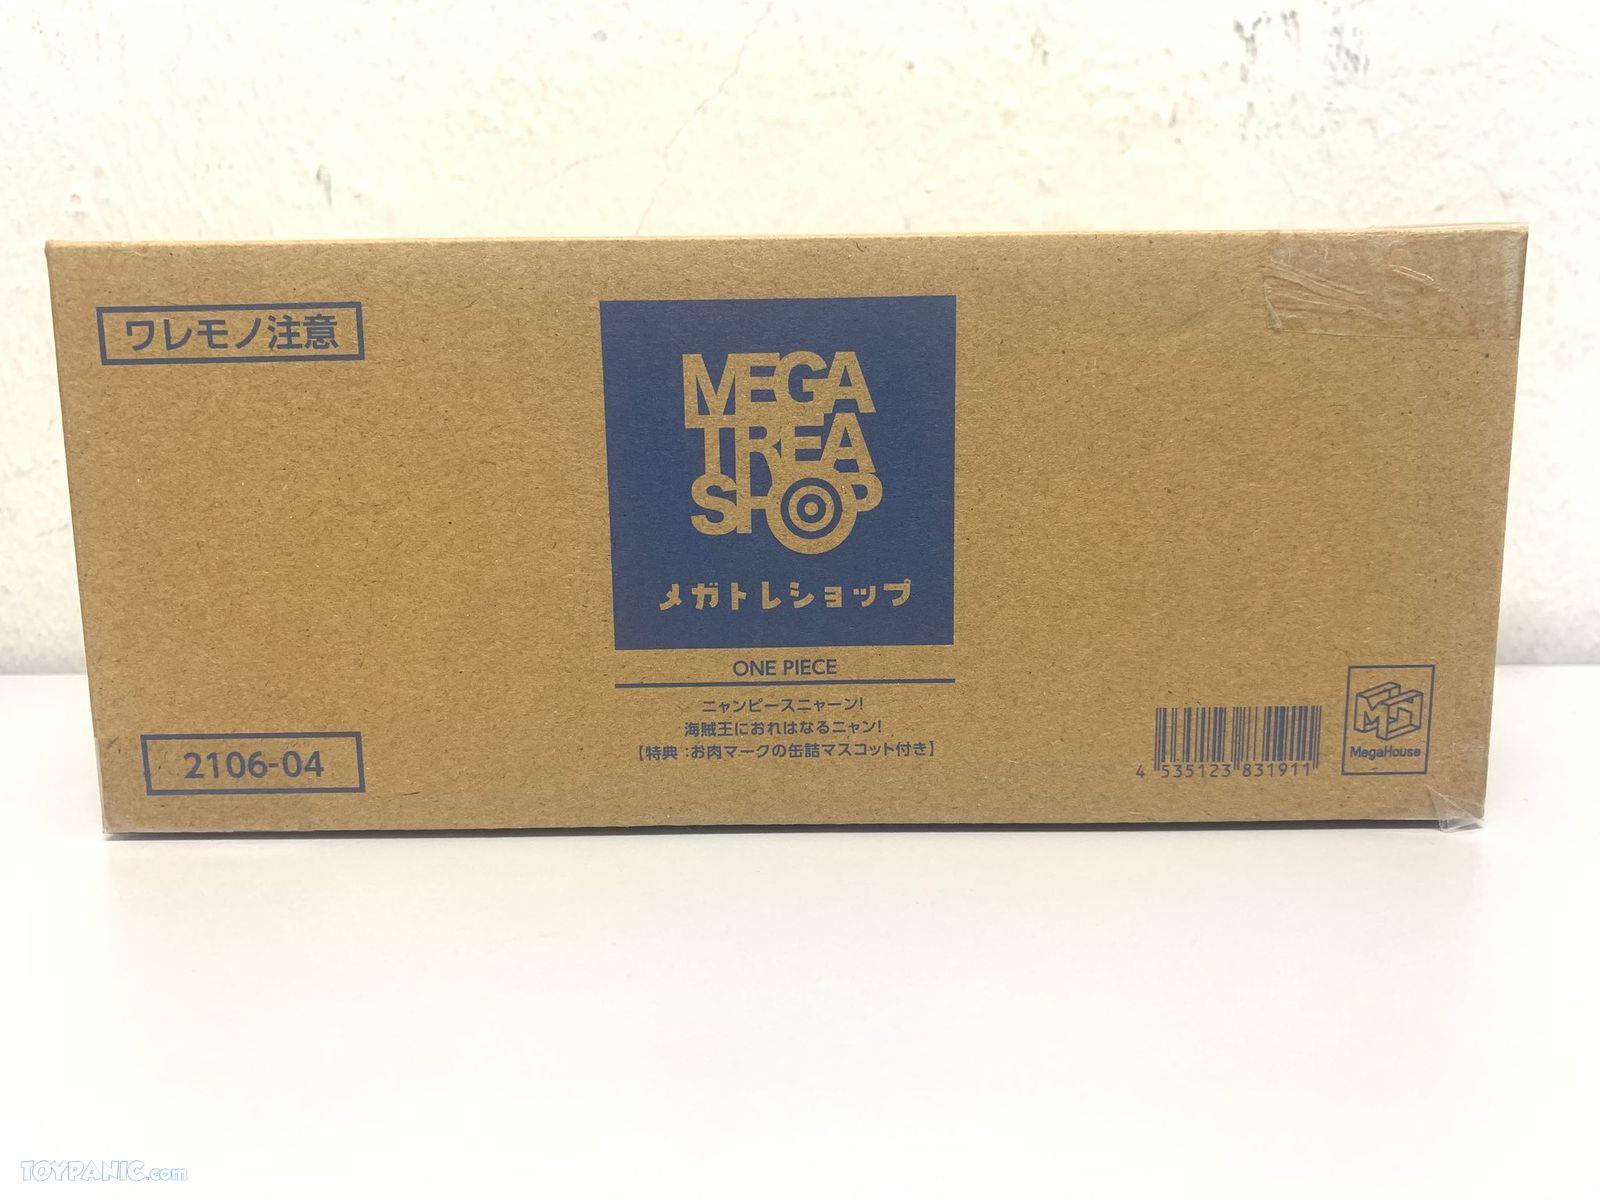 ワレモノ注意
MEGA
TREA
SHOP
メガトレショップ
ONE PIECE
ニャンピースニャーン!
海賊王におれはなるニャン!
【特典:お肉マークの缶詰マスコット付き】
2106-04
4 535123 831911
MegaHouse
TOYPANIC.com